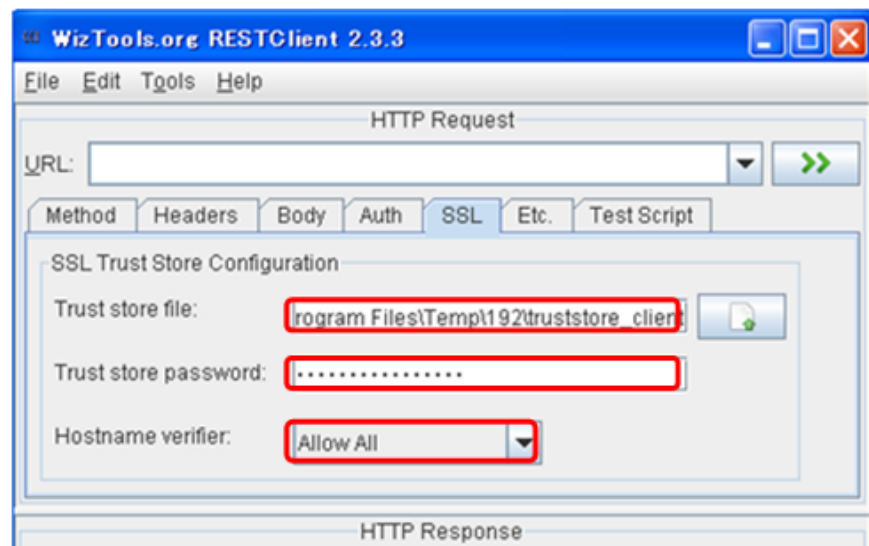 WizTools.org RESTClient 2.3.3
File Edit Tools Help
HTTP Request
URL:
Method Headers Body Auth SSL Etc. Test Script
SSL Trust Store Configuration
Trust store file: rogram Files\Temp\192\truststore_client
Trust store password: ················
Hostname verifier: Allow All
HTTP Response